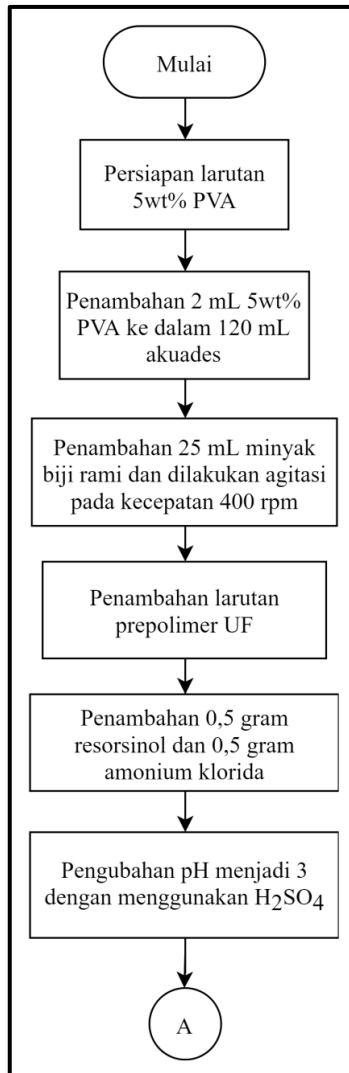 Mulai
Persiapan larutan
5wt% PVA
Penambahan 2 mL 5wt%
PVA ke dalam 120 mL
akuades
Penambahan 25 mL minyak
biji rami dan dilakukan agitasi
pada kecepatan 400 rpm
Penambahan larutan
prepolimer UF
Penambahan 0,5 gram
resorsinol dan 0,5 gram
amonium klorida
Pengubahan pH menjadi 3
dengan menggunakan H₂SO₄
A